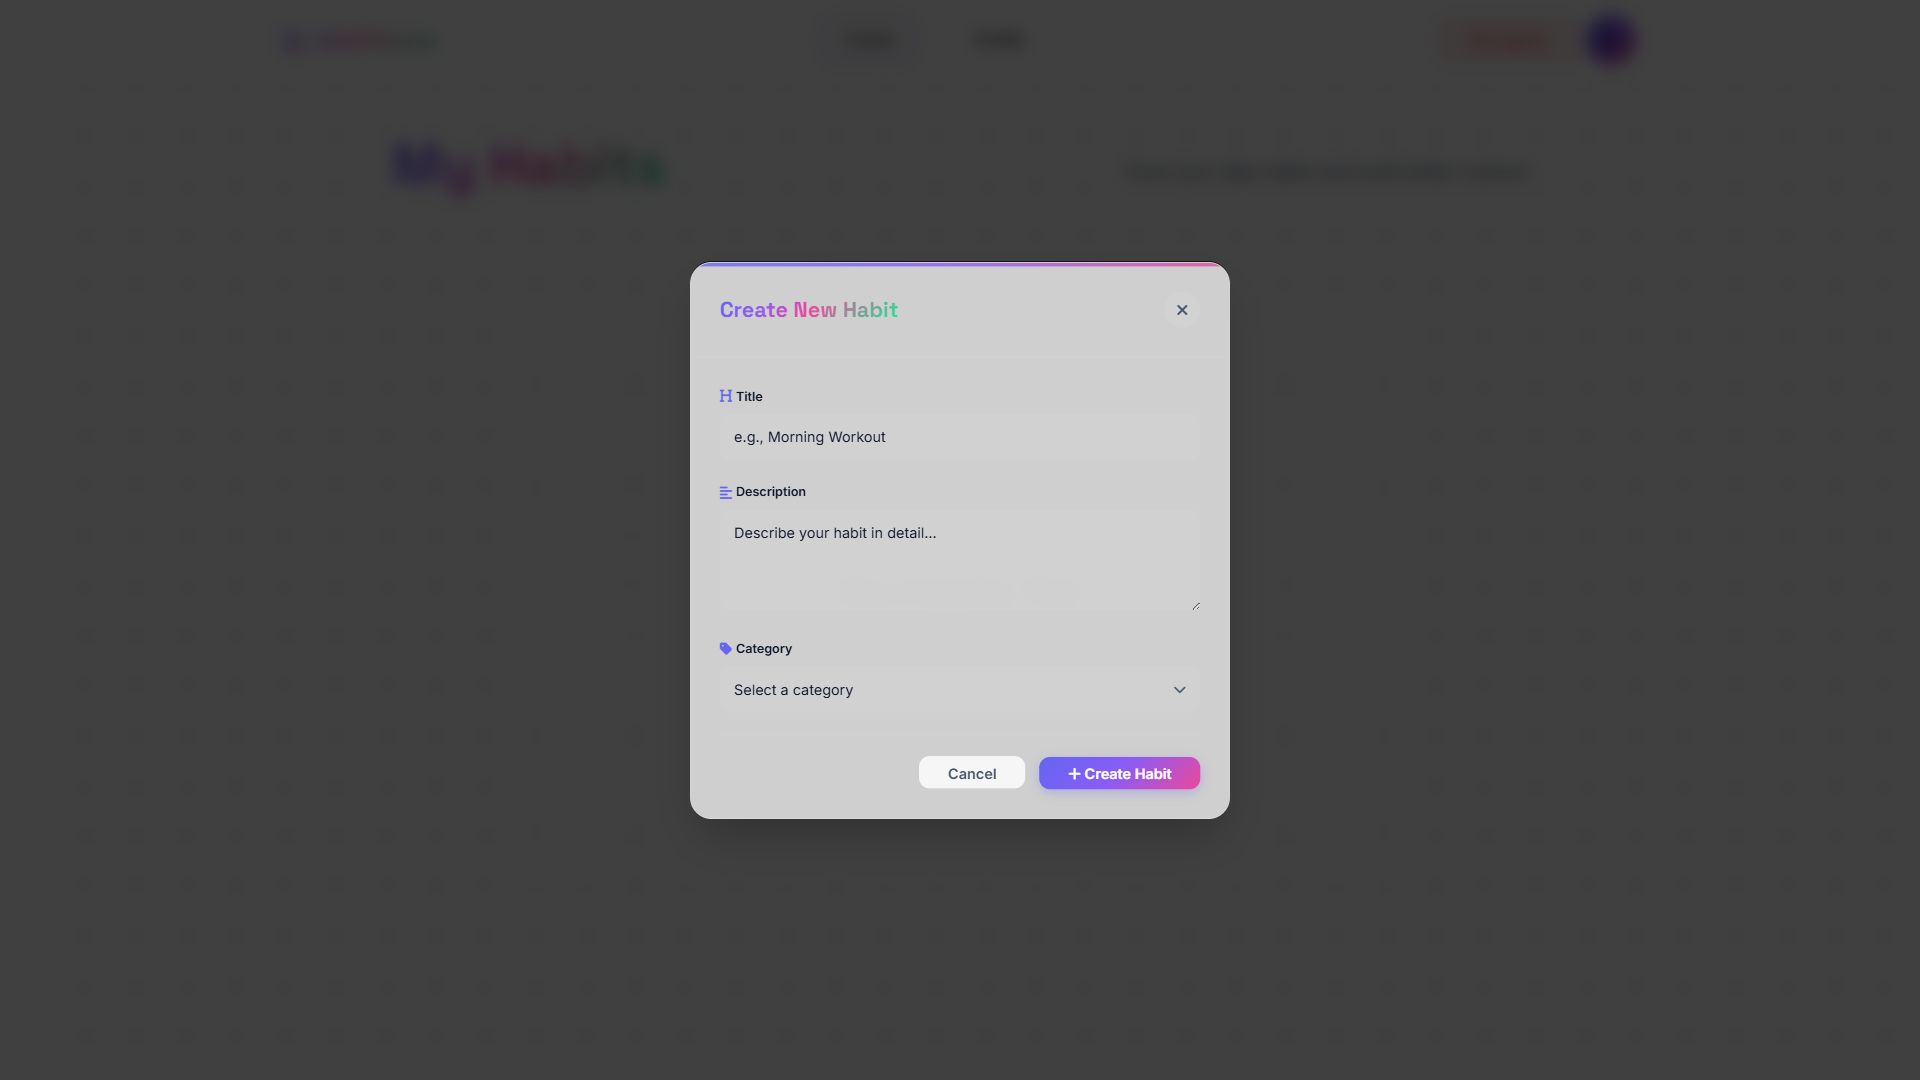 My Habits
Create New Habit
Title
e.g., Morning Workout
Description
Describe your habit in detail...
Category
Select a category
Cancel
Create Habit